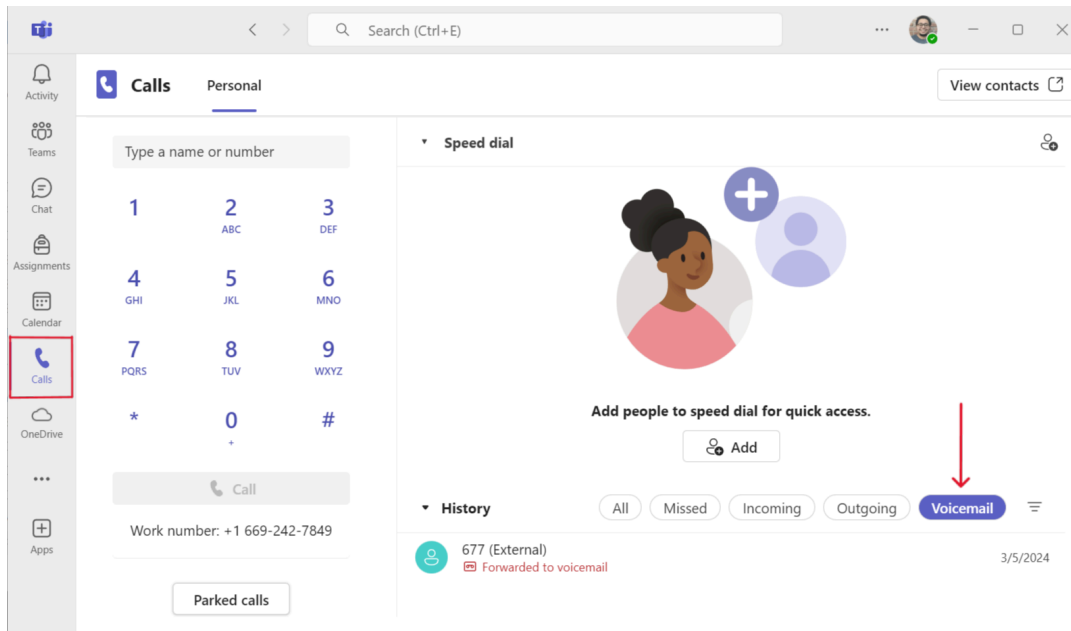 Search (Ctrl+E)
Activity
Teams
Chat
Assignments
Calendar
Calls
OneDrive
Apps
Calls
Personal
View contacts
Type a name or number
1 2 3
ABC DEF
4 5 6
GHI JKL MNO
7 8 9
PQRS TUV WXYZ
* 0 #
+
Call
Work number: +1 669-242-7849
Parked calls
Speed dial
Add people to speed dial for quick access.
Add
History All Missed Incoming Outgoing Voicemail
677 (External)
Forwarded to voicemail
3/5/2024